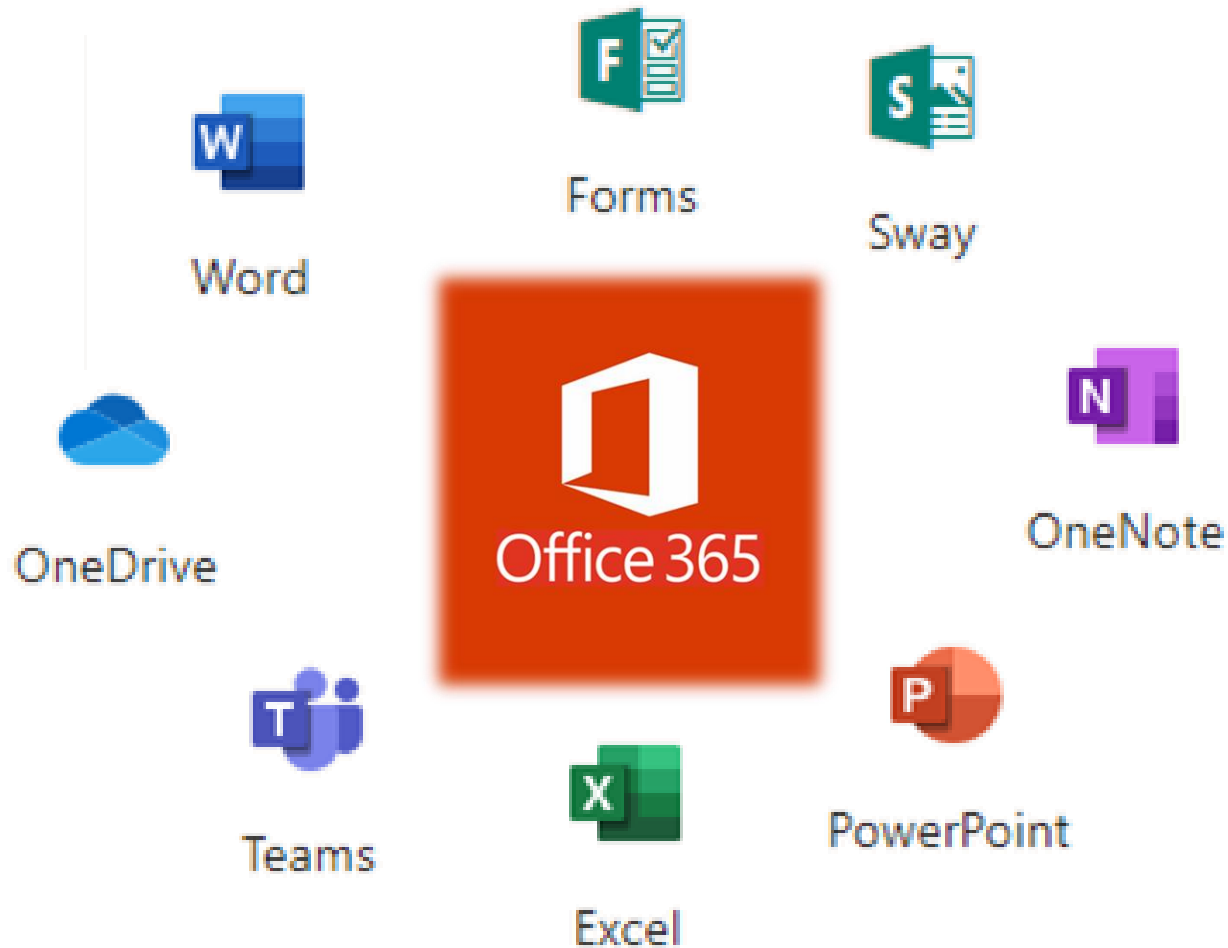 F
S
W
Forms
Sway
Word
N
OneNote
OneDrive
Office 365
P
T
X
PowerPoint
Teams
Excel